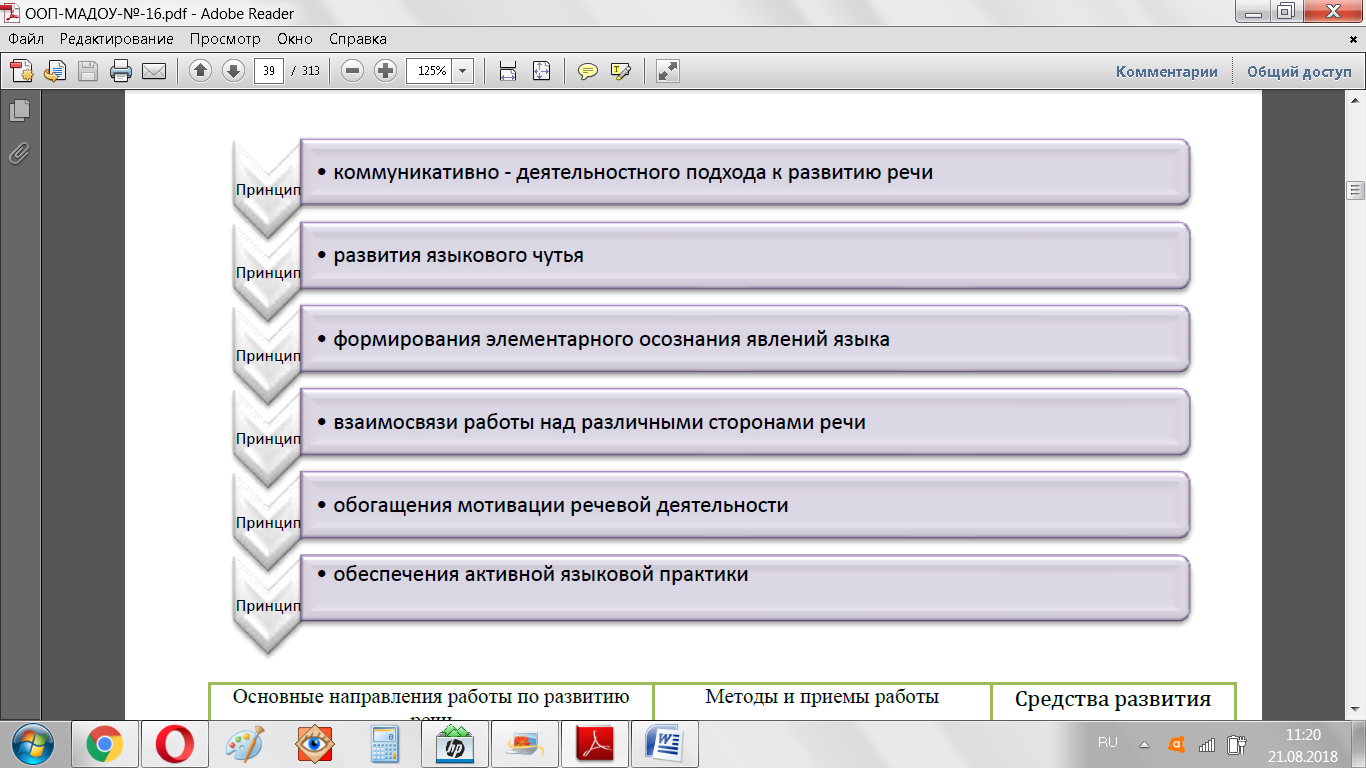 ООП-МАДОУ-№-16.pdf - Adobe Reader
Файл Редактирование Просмотр Окно Справка
39 / 313 125% Комментарии Общий доступ
• коммуникативно - деятельностного подхода к развитию речи
Принцип
• развития языкового чутья
Принцип
• формирования элементарного осознания явлений языка
Принцип
• взаимосвязи работы над различными сторонами речи
Принцип
• обогащения мотивации речевой деятельности
Принцип
• обеспечения активной языковой практики
Принцип
Основные направления работы по развитию Методы и приемы работы Средства развития
речи
RU 11:20
21.08.2018